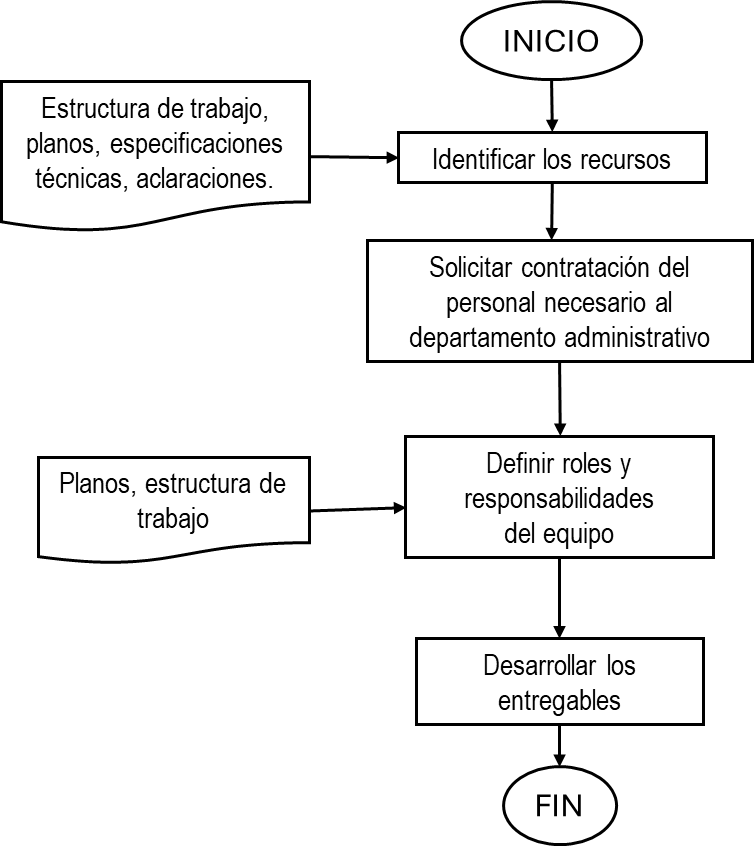 INICIO
Estructura de trabajo,
planos, especificaciones
técnicas, aclaraciones.
Identificar los recursos
Solicitar contratación del
personal necesario al
departamento administrativo
Planos, estructura de
trabajo
Definir roles y
responsabilidades
del equipo
Desarrollar los
entregables
FIN